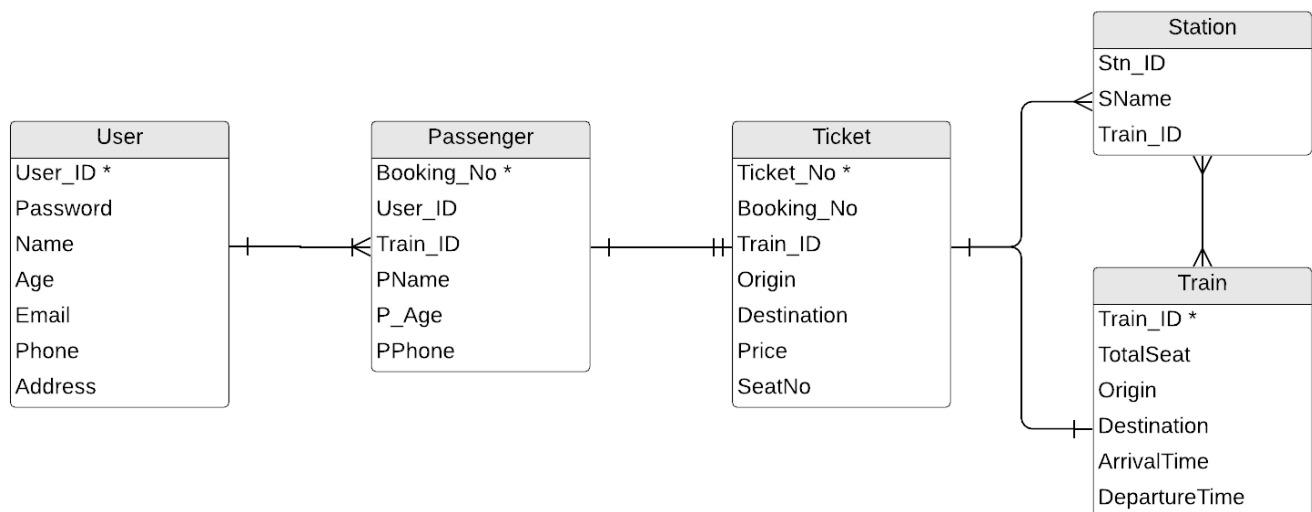 User
User_ID *
Password
Name
Age
Email
Phone
Address
Passenger
Booking_No *
User_ID
Train_ID
PName
P_Age
PPhone
Ticket
Ticket_No *
Booking_No
Train_ID
Origin
Destination
Price
SeatNo
Station
Stn_ID
SName
Train_ID
Train
Train_ID *
TotalSeat
Origin
Destination
ArrivalTime
DepartureTime